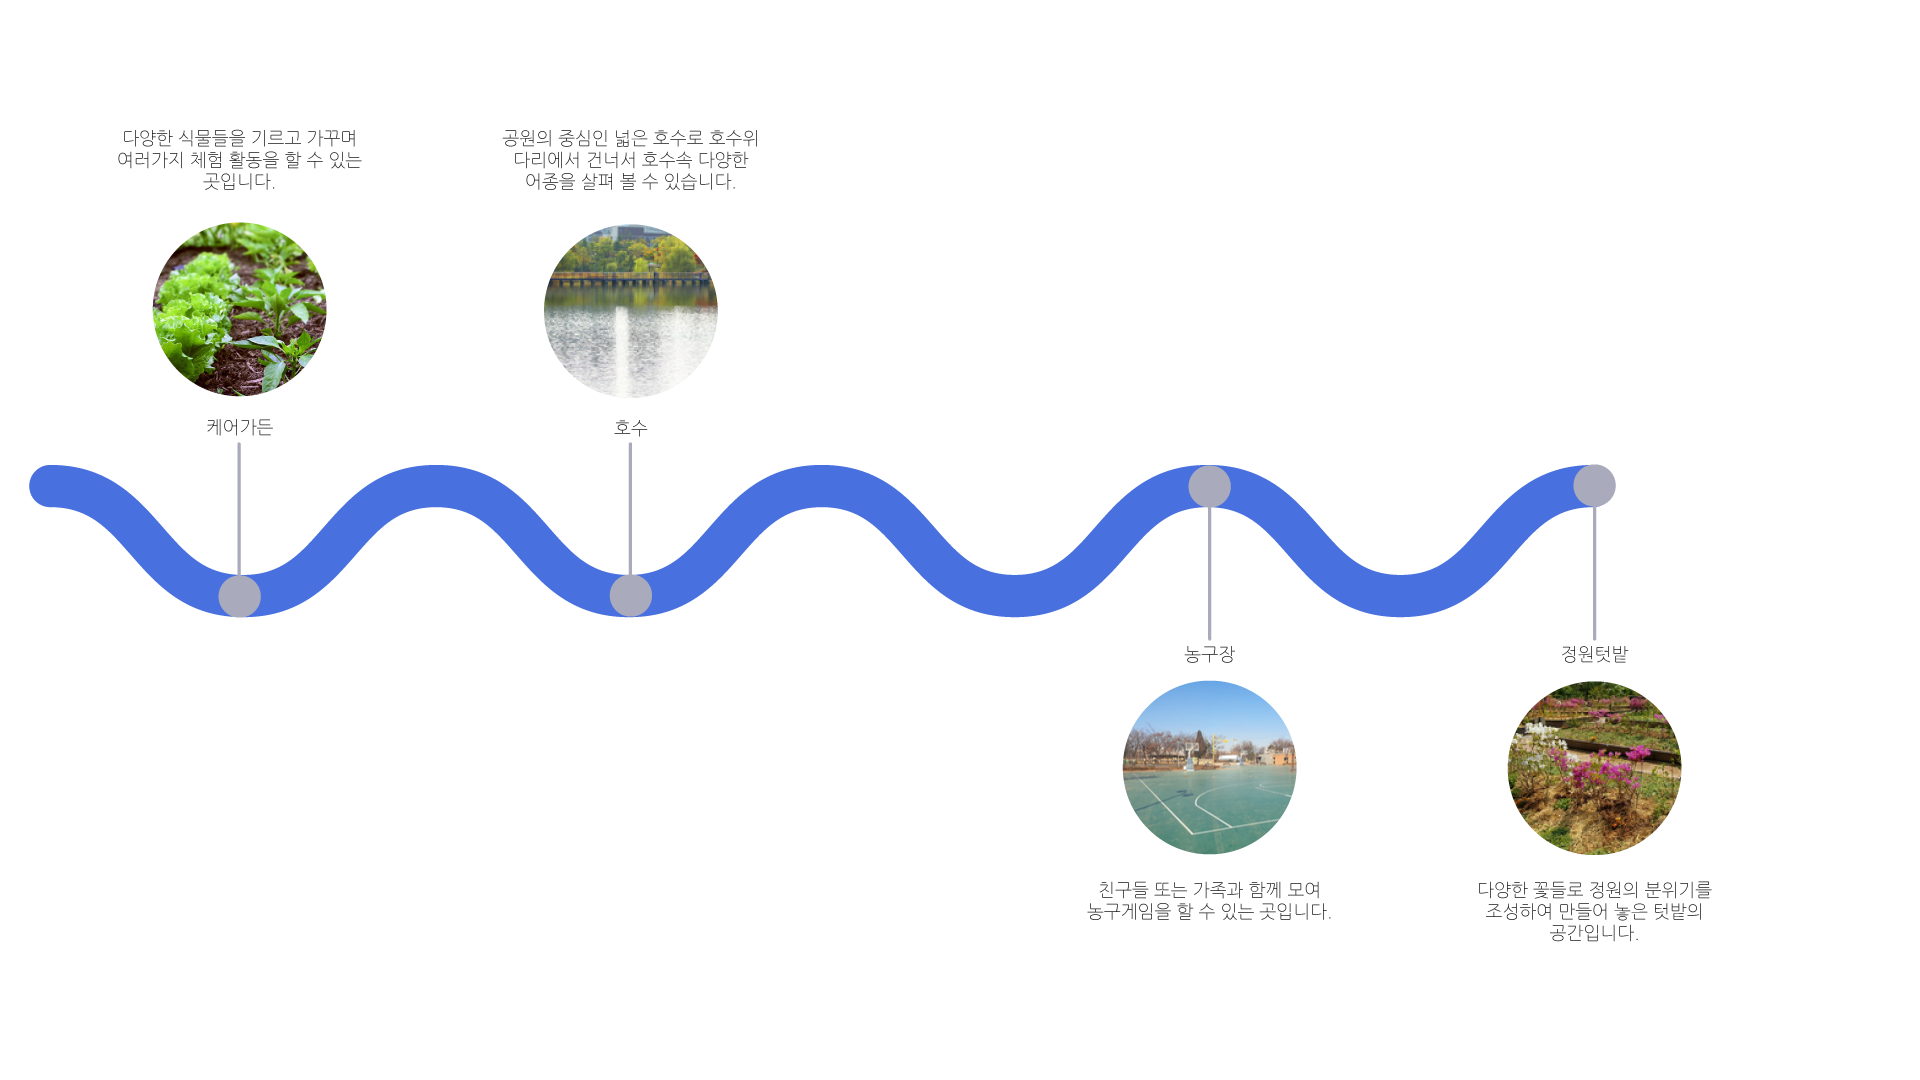 다양한 식물들을 기르고 가꾸며
여러가지 체험 활동을 할 수 있는
곳입니다.
케어가든
공원의 중심인 넓은 호수로 호수위
다리에서 건너서 호수속 다양한
어종을 살펴 볼 수 있습니다.
호수
농구장
친구들 또는 가족과 함께 모여
농구게임을 할 수 있는 곳입니다.
정원텃밭
다양한 꽃들로 정원의 분위기를
조성하여 만들어 놓은 텃밭의
공간입니다.